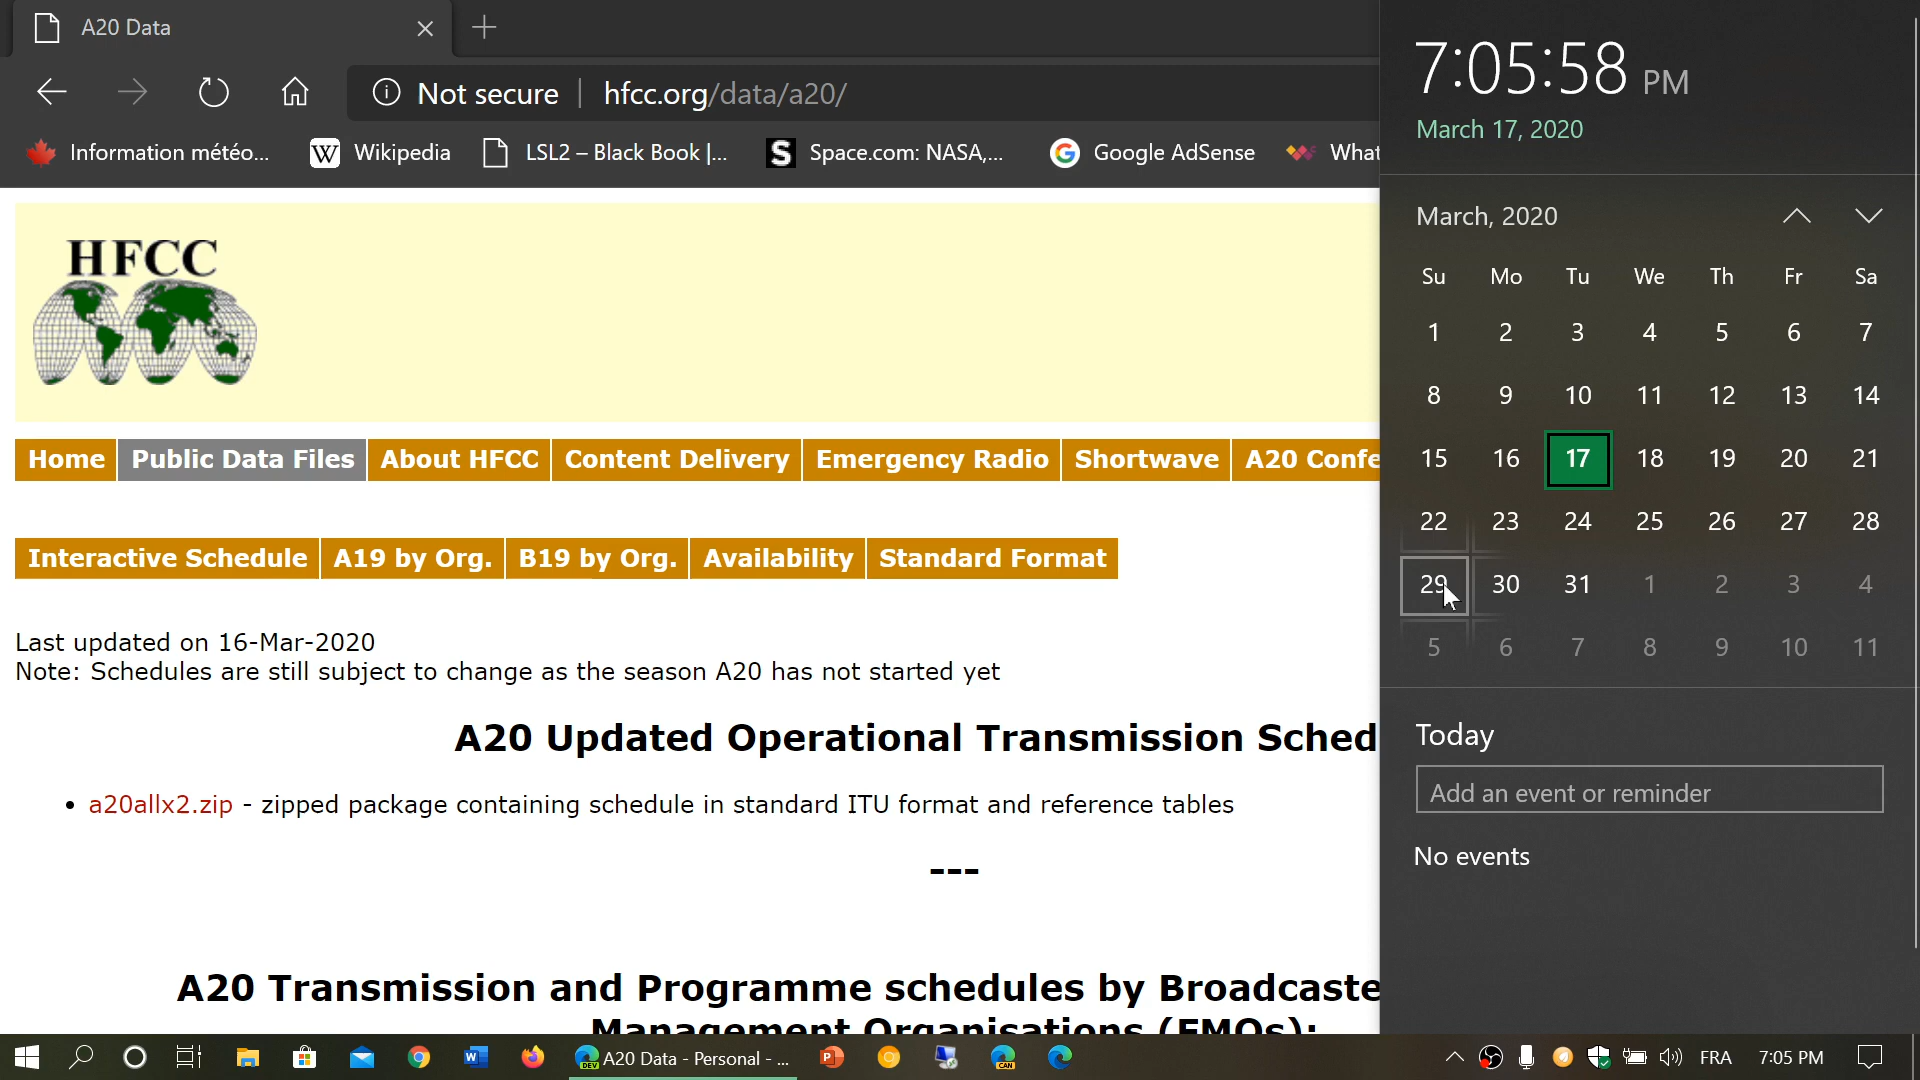 A20 Data
Not secure | hfcc.org/data/a20/
Information météo... Wikipedia LSL2 – Black Book |... Space.com: NASA,... Google AdSense What
HFCC
Home Public Data Files About HFCC Content Delivery Emergency Radio Shortwave A20 Confe
Interactive Schedule A19 by Org. B19 by Org. Availability Standard Format
Last updated on 16-Mar-2020
Note: Schedules are still subject to change as the season A20 has not started yet
A20 Updated Operational Transmission Sched
• a20allx2.zip - zipped package containing schedule in standard ITU format and reference tables
---
A20 Transmission and Programme schedules by Broadcaste
Management Organisations (FMOs):
7:05:58 PM
March 17, 2020
March, 2020
Su Mo Tu We Th Fr Sa
1 2 3 4 5 6 7
8 9 10 11 12 13 14
15 16 17 18 19 20 21
22 23 24 25 26 27 28
29 30 31 1 2 3 4
5 6 7 8 9 10 11
Today
Add an event or reminder
No events
A20 Data - Personal - ...
DEV
CAN
FRA 7:05 PM